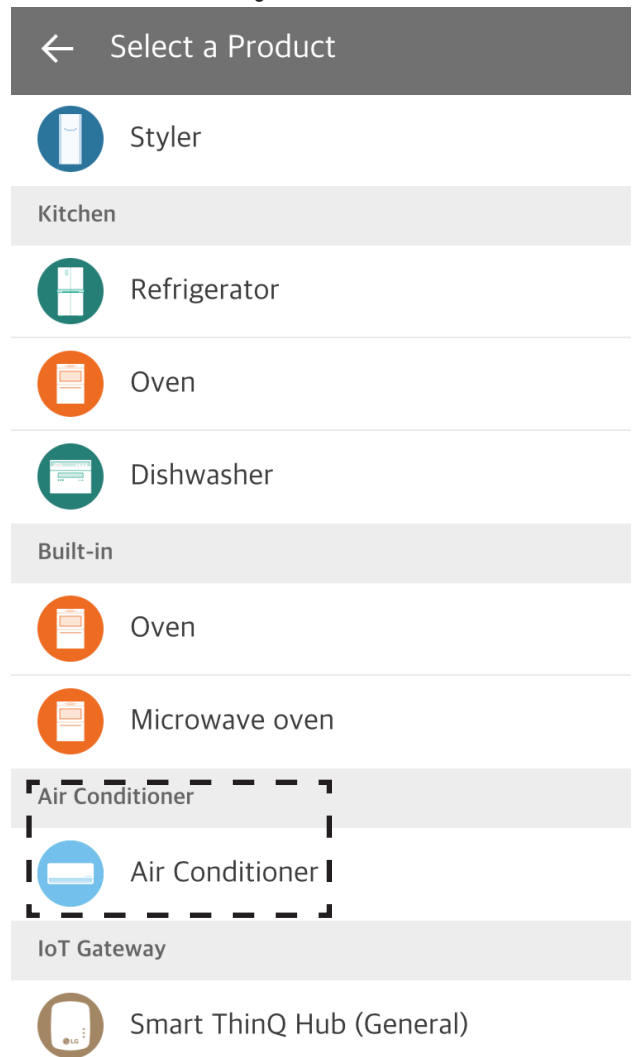 Select a Product
Styler
Kitchen
Refrigerator
Oven
Dishwasher
Built-in
Oven
Microwave oven
Air Conditioner
Air Conditioner
IoT Gateway
LG
Smart ThinQ Hub (General)